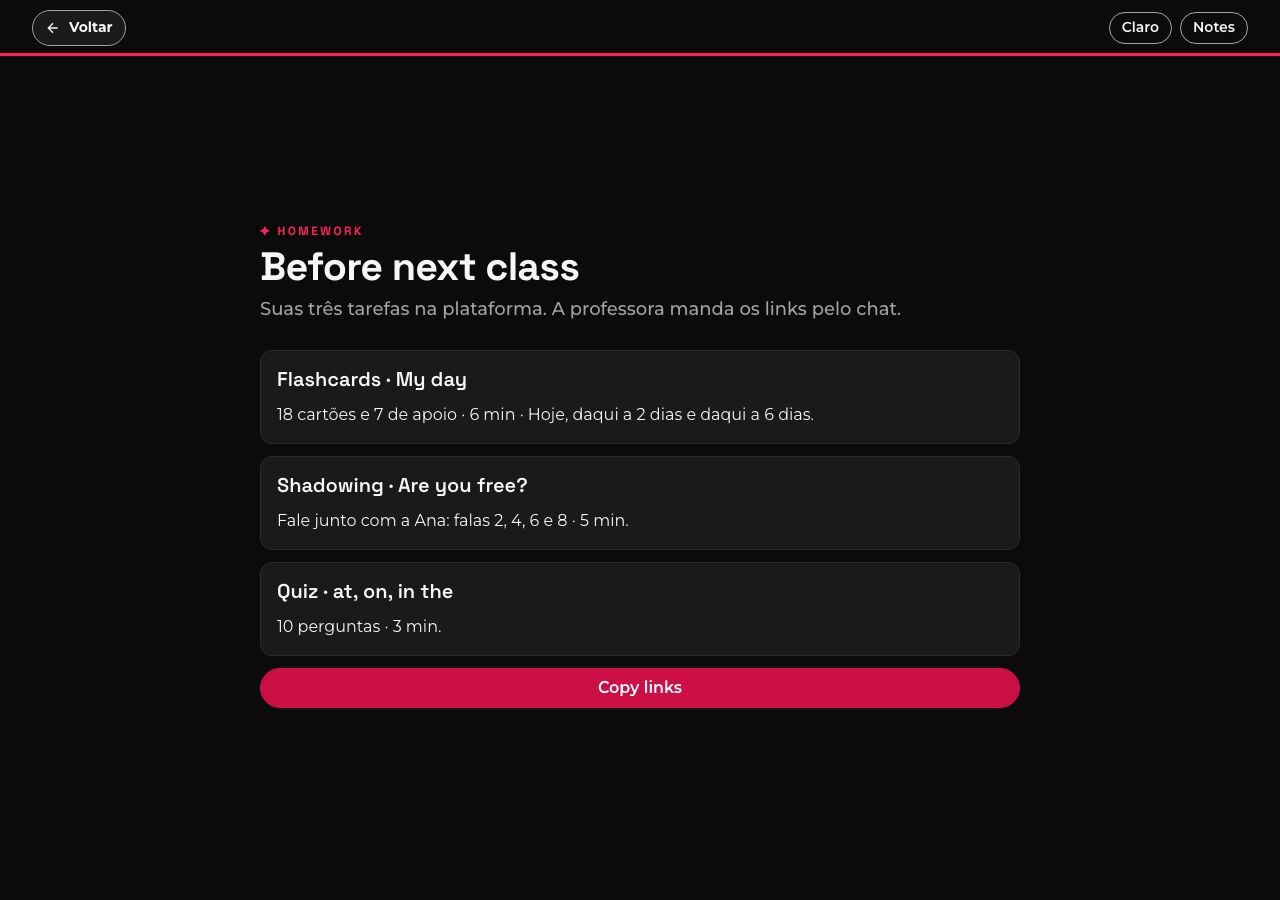 ← Voltar
Claro
Notes
✦ HOMEWORK
Before next class
Suas três tarefas na plataforma. A professora manda os links pelo chat.
Flashcards · My day
18 cartões e 7 de apoio · 6 min · Hoje, daqui a 2 dias e daqui a 6 dias.
Shadowing · Are you free?
Fale junto com a Ana: falas 2, 4, 6 e 8 · 5 min.
Quiz · at, on, in the
10 perguntas · 3 min.
Copy links